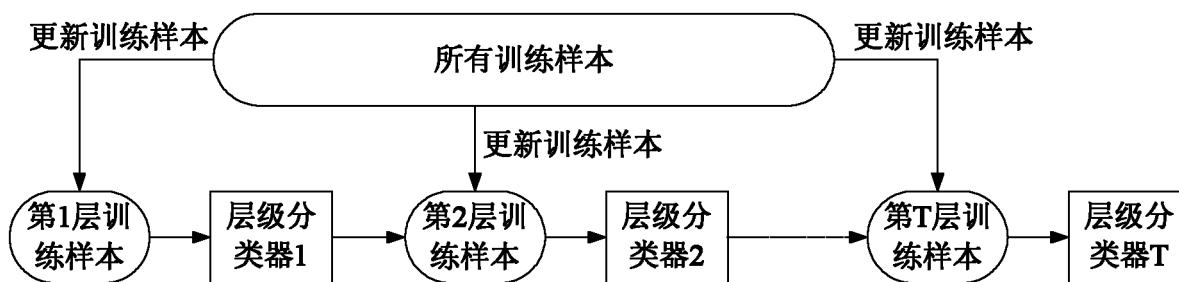 更新训练样本
所有训练样本
更新训练样本
更新训练样本
第1层训
练样本
层级分
类器1
第2层训
练样本
层级分
类器2
第T层训
练样本
层级分
类器T